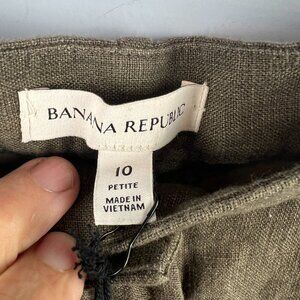 BANANA REPUBLIC
10
PETITE
MADE IN
VIETNAM